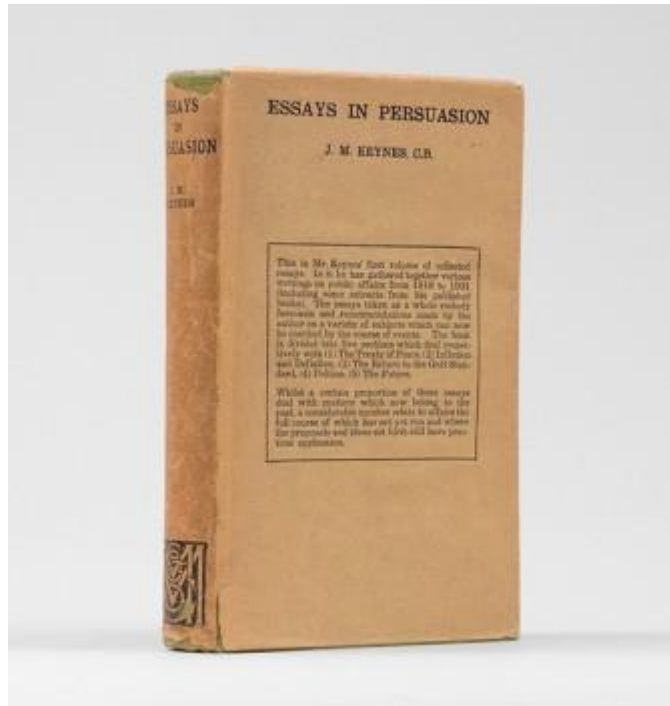 ESSAYS IN PERSUASION
J. M. KEYNES, C.B.
This is Mr. Keynes' first volume of collected
essays. In it he has gathered together various
writings on public affairs from 1919 to 1931
(including some extracts from his published
books). The essays taken as a whole embody
forecasts and recommendations made by the
author on a variety of subjects which can now
be checked by the course of events. The book
is divided into five sections which deal respec-
tively with (1) The Treaty of Peace, (2) Inflation
and Deflation, (3) The Return to the Gold Stan-
dard, (4) Politics, (5) The Future.
Whilst a certain proportion of these essays
deal with matters which now belong to the
past, a considerable number relate to affairs the
full course of which has not yet run and where
the proposals and ideas set forth still have prac-
tical application.
SSAYS
IN
SUASION
J. M.